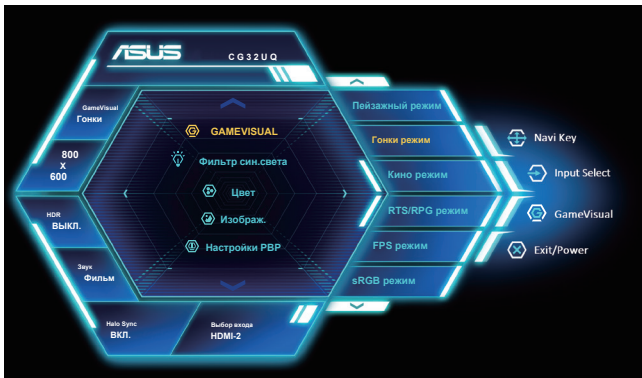 ASUS
CG32UQ
GameVisual
Гонки
800
X
600
HDR
ВЫКЛ.
Звук
Фильм
Halo Sync
ВКЛ.
Выбор входа
HDMI-2
GAMEVISUAL
Фильтр син.света
Цвет
Изображ.
Настройки PBP
Пейзажный режим
Гонки режим
Кино режим
RTS/RPG режим
FPS режим
sRGB режим
Navi Key
Input Select
GameVisual
Exit/Power